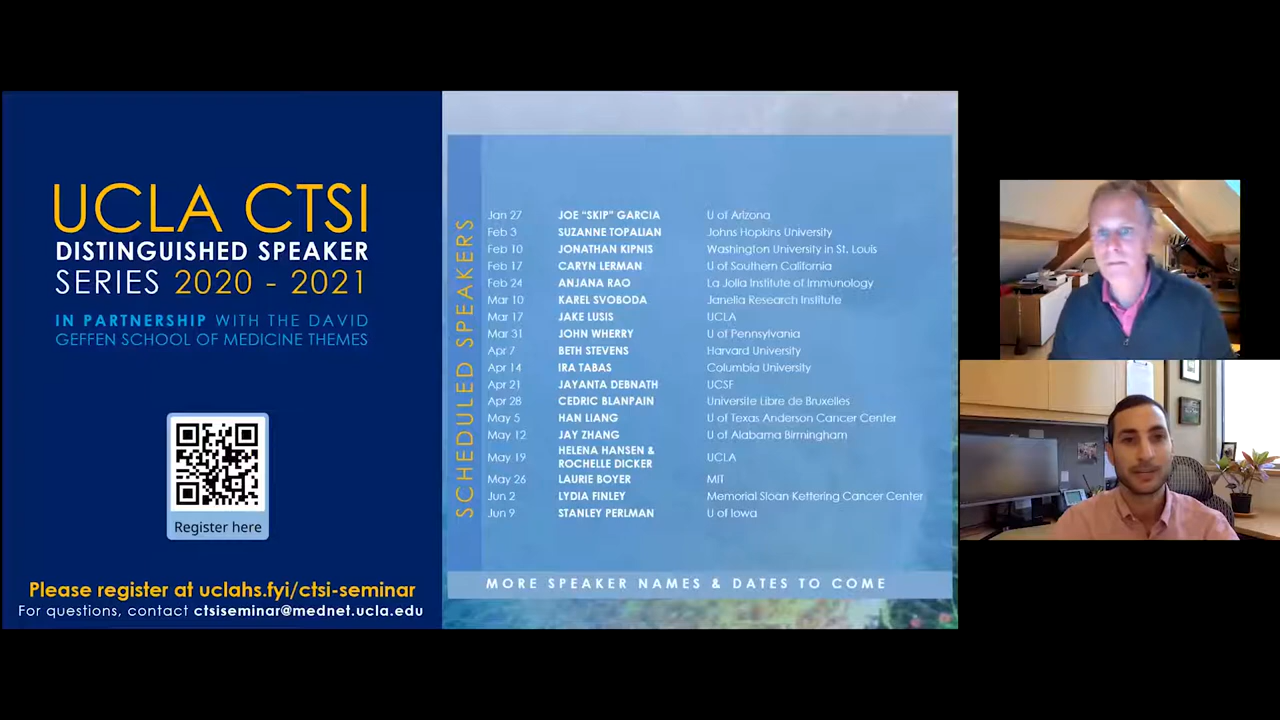 UCLA CTSI
DISTINGUISHED SPEAKER
SERIES 2020 - 2021
IN PARTNERSHIP WITH THE DAVID
GEFFEN SCHOOL OF MEDICINE THEMES
Register here
Please register at uclahs.fyi/ctsi-seminar
For questions, contact ctsiseminar@mednet.ucla.edu
SCHEDULED SPEAKERS
Jan 27 JOE “SKIP” GARCIA U of Arizona
Feb 3 SUZANNE TOPALIAN Johns Hopkins University
Feb 10 JONATHAN KIPNIS Washington University in St. Louis
Feb 17 CARYN LERMAN U of Southern California
Feb 24 ANJANA RAO La Jolla Institute of Immunology
Mar 10 KAREL SVOBODA Janelia Research Institute
Mar 17 JAKE LUSIS UCLA
Mar 31 JOHN WHERRY U of Pennsylvania
Apr 7 BETH STEVENS Harvard University
Apr 14 IRA TABAS Columbia University
Apr 21 JAYANTA DEBNATH UCSF
Apr 28 CEDRIC BLANPAIN Universite Libre de Bruxelles
May 5 HAN LIANG U of Texas Anderson Cancer Center
May 12 JAY ZHANG U of Alabama Birmingham
May 19 HELENA HANSEN & ROCHELLE DICKER UCLA
May 26 LAURIE BOYER MIT
Jun 2 LYDIA FINLEY Memorial Sloan Kettering Cancer Center
Jun 9 STANLEY PERLMAN U of Iowa
MORE SPEAKER NAMES & DATES TO COME